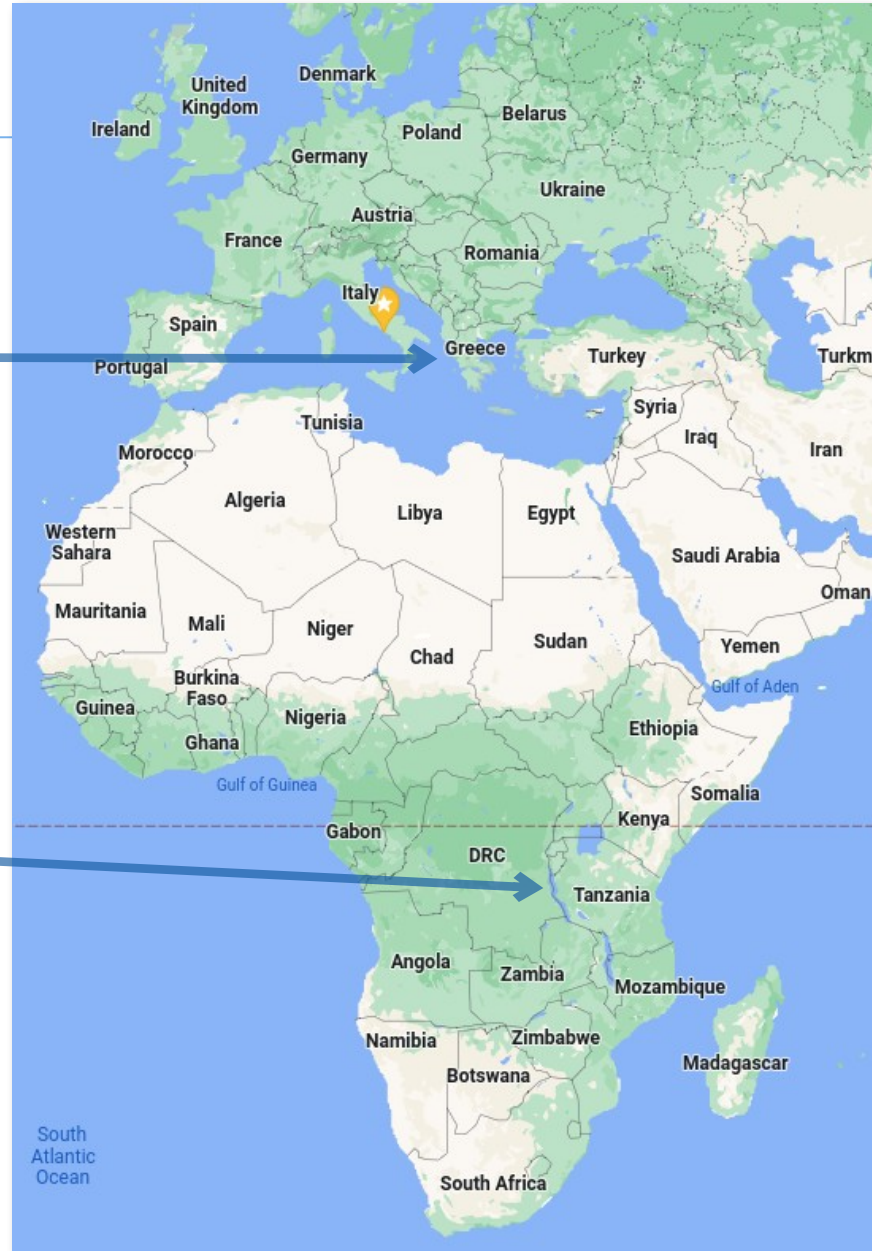 Denmark
United
Kingdom
Ireland
Belarus
Poland
Germany
Ukraine
Austria
France
Romania
Italy
Spain
Greece
Turkey
Turkm
Portugal
Syria
Tunisia
Iraq
Iran
Morocco
Algeria
Libya
Egypt
Western
Sahara
Saudi Arabia
Oman
Mauritania
Mali
Niger
Chad
Sudan
Yemen
Burkina
Faso
Gulf of Aden
Guinea
Nigeria
Ethiopia
Ghana
Gulf of Guinea
Somalia
Kenya
Gabon
DRC
Tanzania
Angola
Zambia
Mozambique
Namibia
Zimbabwe
Botswana
Madagascar
South
Atlantic
Ocean
South Africa